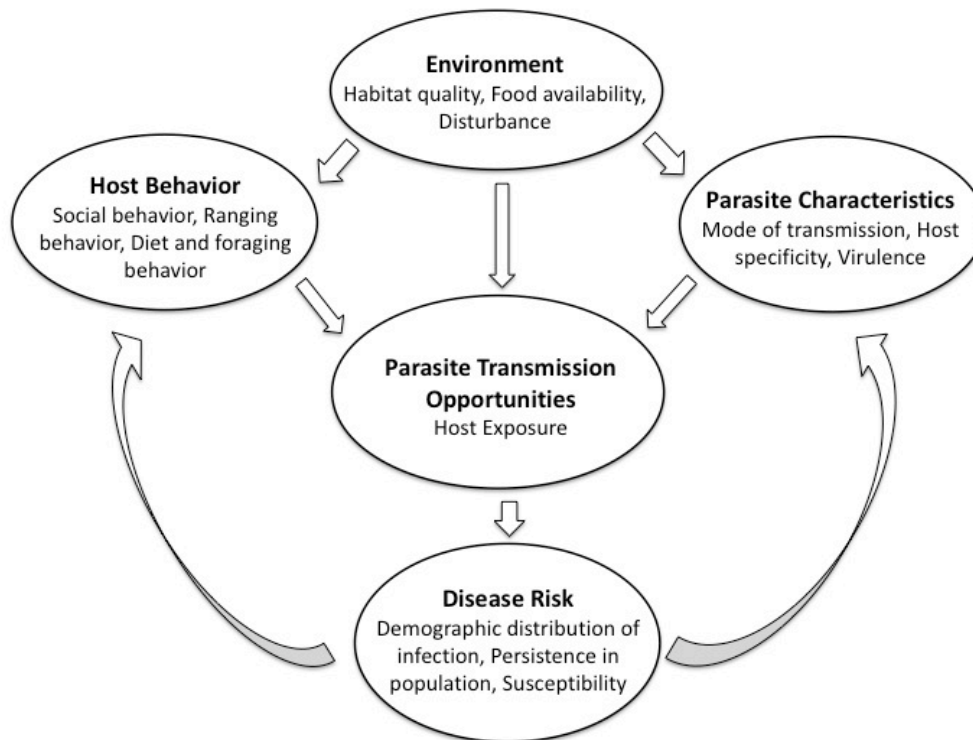 Environment
Habitat quality, Food availability,
Disturbance
Host Behavior
Social behavior, Ranging
behavior, Diet and foraging
behavior
Parasite Characteristics
Mode of transmission, Host
specificity, Virulence
Parasite Transmission
Opportunities
Host Exposure
Disease Risk
Demographic distribution of
infection, Persistence in
population, Susceptibility